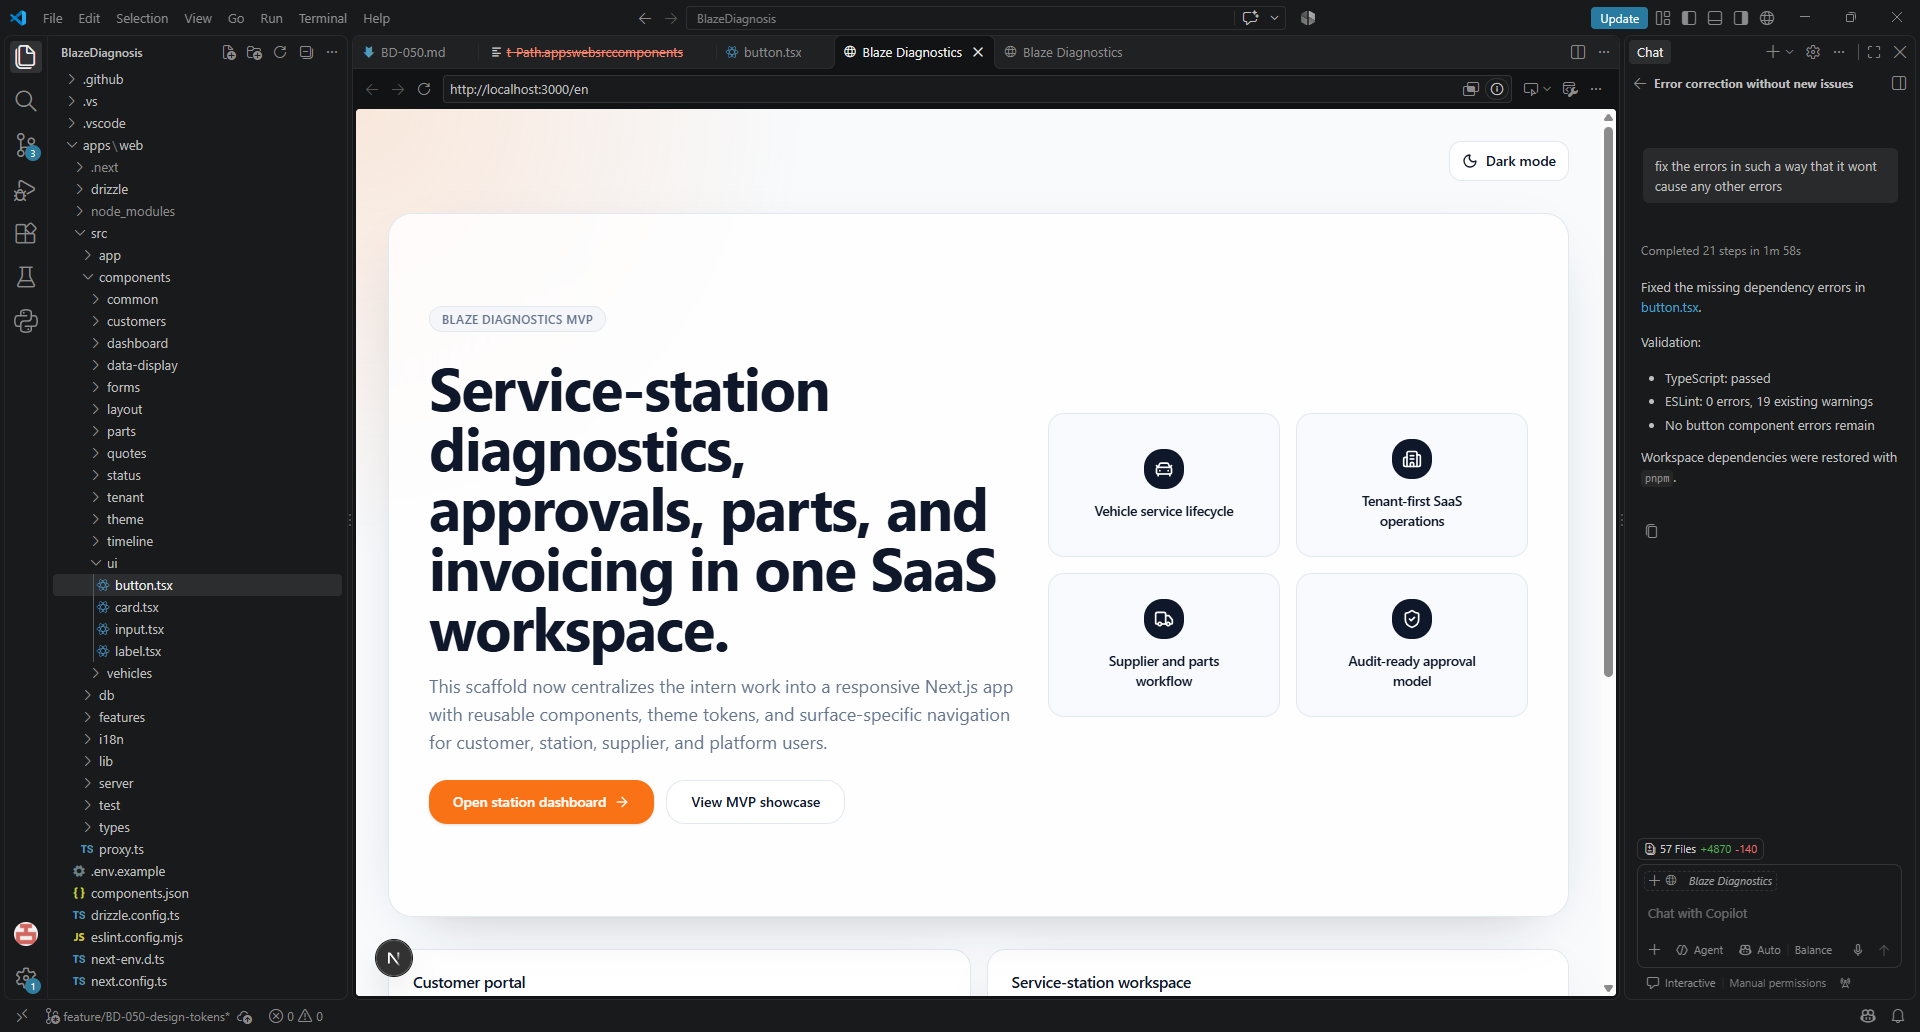 File Edit Selection View Go Run Terminal Help
BlazeDiagnosis
Update
BlazeDiagnosis
.github
.vs
.vscode
apps\web
.next
drizzle
node_modules
src
app
components
common
customers
dashboard
data-display
forms
layout
parts
quotes
status
tenant
theme
timeline
ui
button.tsx
card.tsx
input.tsx
label.tsx
vehicles
db
features
i18n
lib
server
test
types
TS proxy.ts
.env.example
{} components.json
TS drizzle.config.ts
JS eslint.config.mjs
TS next-env.d.ts
TS next.config.ts
3
1
BD-050.md
t-Path.appswebsrccomponents
button.tsx
Blaze Diagnostics
Blaze Diagnostics
http://localhost:3000/en
Dark mode
BLAZE DIAGNOSTICS MVP
Service-station
diagnostics,
approvals, parts, and
invoicing in one SaaS
workspace.
This scaffold now centralizes the intern work into a responsive Next.js app
with reusable components, theme tokens, and surface-specific navigation
for customer, station, supplier, and platform users.
Open station dashboard →
View MVP showcase
Vehicle service lifecycle
Tenant-first SaaS
operations
Supplier and parts
workflow
Audit-ready approval
model
N
Customer portal
Service-station workspace
Chat
Error correction without new issues
fix the errors in such a way that it wont
cause any other errors
Completed 21 steps in 1m 58s
Fixed the missing dependency errors in
button.tsx.
Validation:
• TypeScript: passed
• ESLint: 0 errors, 19 existing warnings
• No button component errors remain
Workspace dependencies were restored with
pnpm.
57 Files +4870 -140
Blaze Diagnostics
Chat with Copilot
Agent Auto Balance
Interactive Manual permissions
feature/BD-050-design-tokens* 0 0